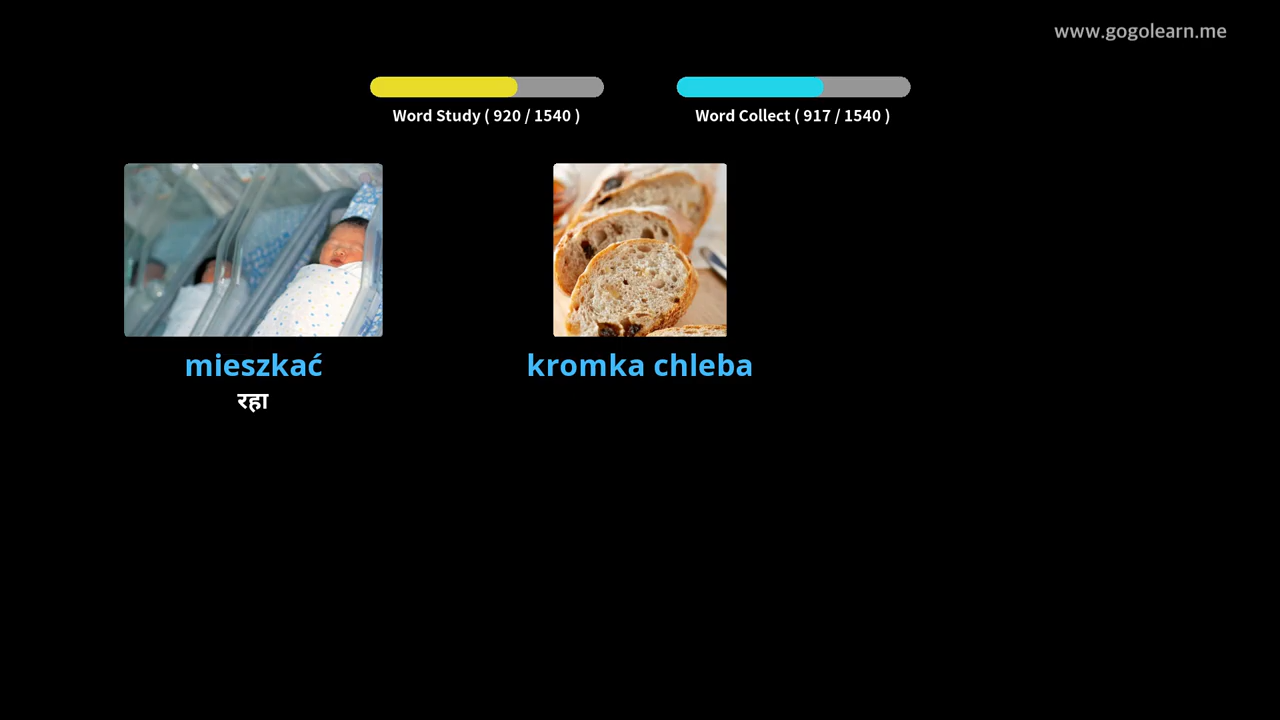 www.gogolearn.me
Word Study ( 920 / 1540 )
Word Collect ( 917 / 1540 )
mieszkać
रहा
kromka chleba